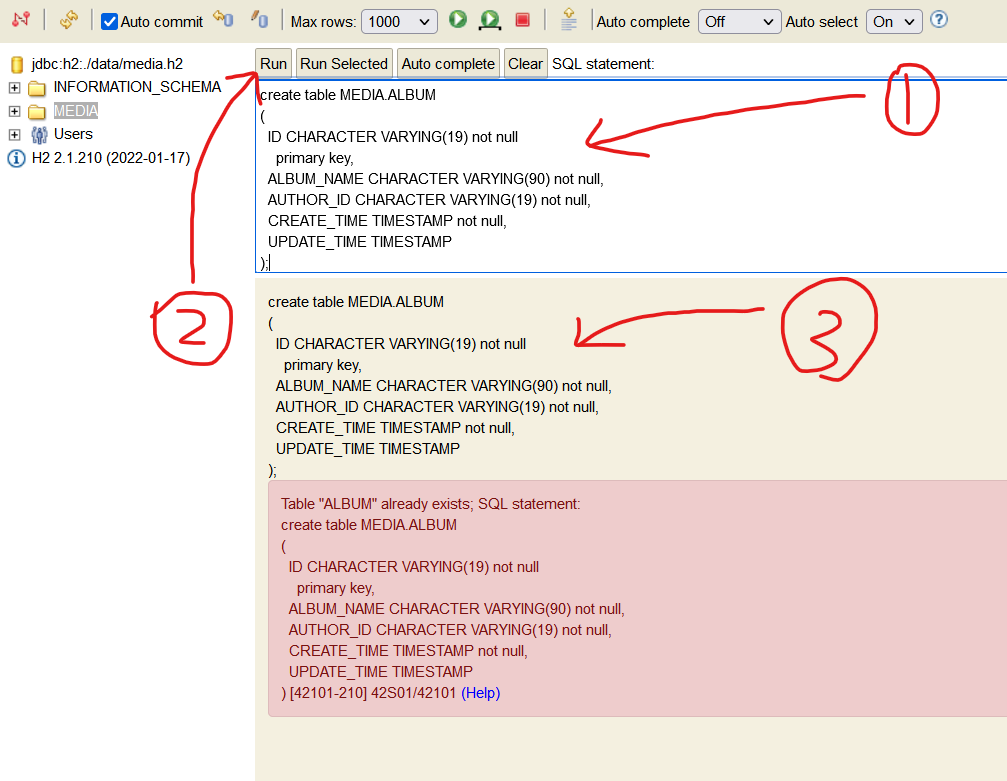 Auto commit Max rows: 1000 Auto complete Off Auto select On
jdbc:h2:./data/media.h2
INFORMATION_SCHEMA
MEDIA
Users
H2 2.1.210 (2022-01-17)
Run Run Selected Auto complete Clear SQL statement:
create table MEDIA.ALBUM
(
ID CHARACTER VARYING(19) not null
primary key,
ALBUM_NAME CHARACTER VARYING(90) not null,
AUTHOR_ID CHARACTER VARYING(19) not null,
CREATE_TIME TIMESTAMP not null,
UPDATE_TIME TIMESTAMP
);
1
2
create table MEDIA.ALBUM
(
ID CHARACTER VARYING(19) not null
primary key,
ALBUM_NAME CHARACTER VARYING(90) not null,
AUTHOR_ID CHARACTER VARYING(19) not null,
CREATE_TIME TIMESTAMP not null,
UPDATE_TIME TIMESTAMP
);
3
Table "ALBUM" already exists; SQL statement:
create table MEDIA.ALBUM
(
ID CHARACTER VARYING(19) not null
primary key,
ALBUM_NAME CHARACTER VARYING(90) not null,
AUTHOR_ID CHARACTER VARYING(19) not null,
CREATE_TIME TIMESTAMP not null,
UPDATE_TIME TIMESTAMP
) [42101-210] 42S01/42101 (Help)